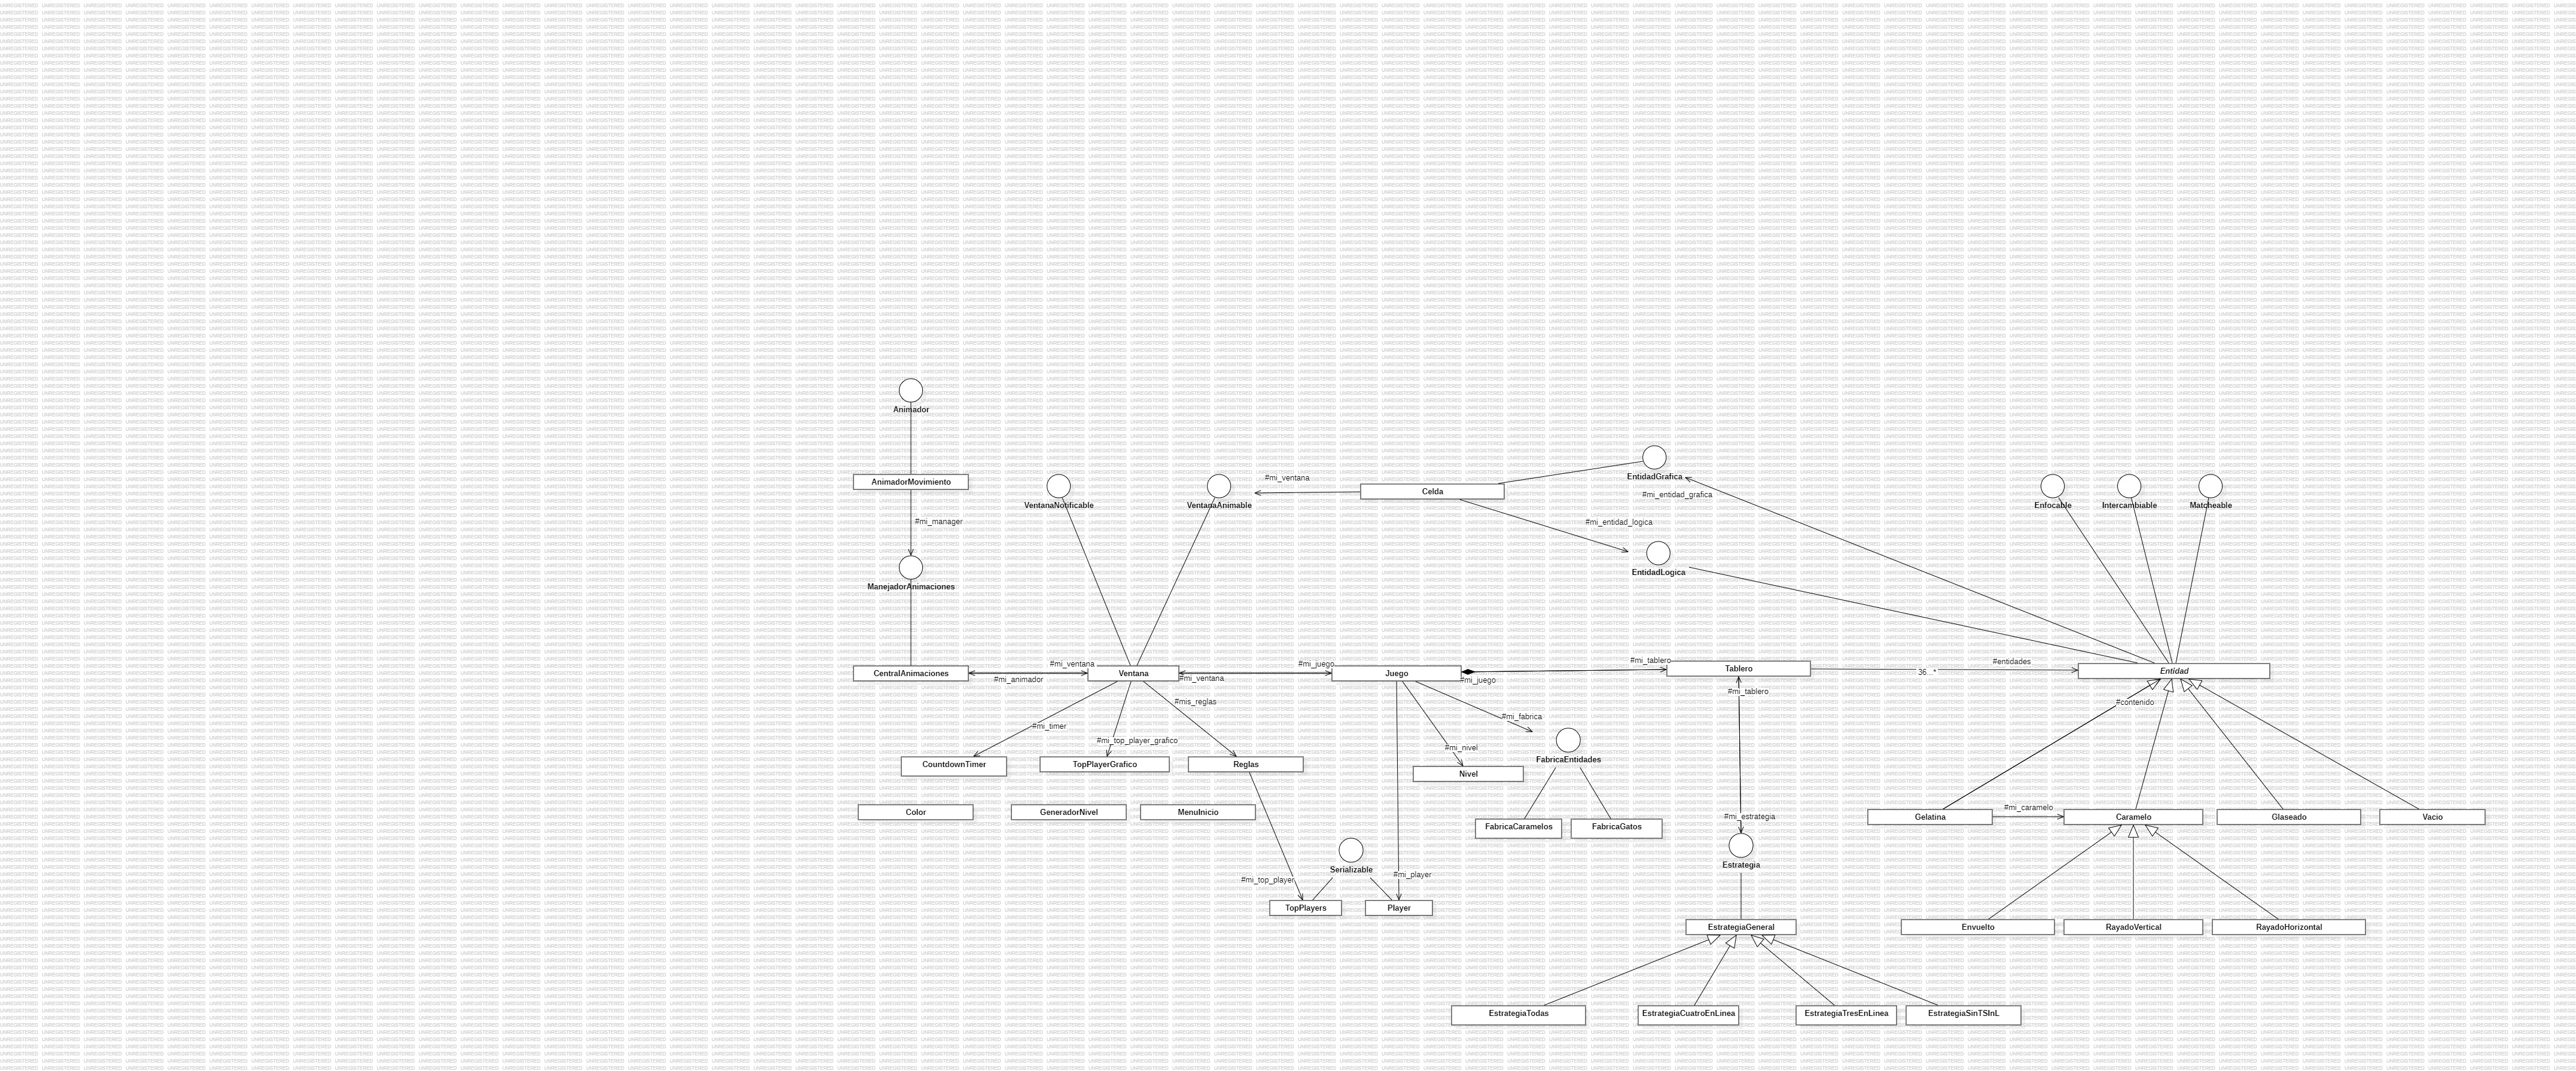 UNREGISTERED
Animador
EntidadGrafica
#mi_ventana
AnimadorMovimiento
Celda
#mi_entidad_grafica
VentanaNotificable
VentanaAnimable
Enfocable
Intercambiable
Matcheable
#mi_manager
#mi_entidad_logica
EntidadLogica
ManejadorAnimaciones
#mi_ventana
#mi_juego
#mi_tablero
#entidades
CentralAnimaciones
Ventana
Juego
Tablero
36...*
Entidad
#mi_animador
#mi_ventana
#mi_juego
#mi_tablero
#mis_reglas
#contenido
#mi_timer
#mi_top_player_grafico
#mi_fabrica
#mi_nivel
CountdownTimer
TopPlayerGrafico
Reglas
FabricaEntidades
Nivel
Color
GeneradorNivel
MenuInicio
#mi_caramelo
FabricaCaramelos
FabricaGatos
#mi_estrategia
Gelatina
Caramelo
Glaseado
Vacio
Serializable
Estrategia
#mi_top_player
#mi_player
TopPlayers
Player
EstrategiaGeneral
Envuelto
RayadoVertical
RayadoHorizontal
EstrategiaTodas
EstrategiaCuatroEnLinea
EstrategiaTresEnLinea
EstrategiaSinTSInL